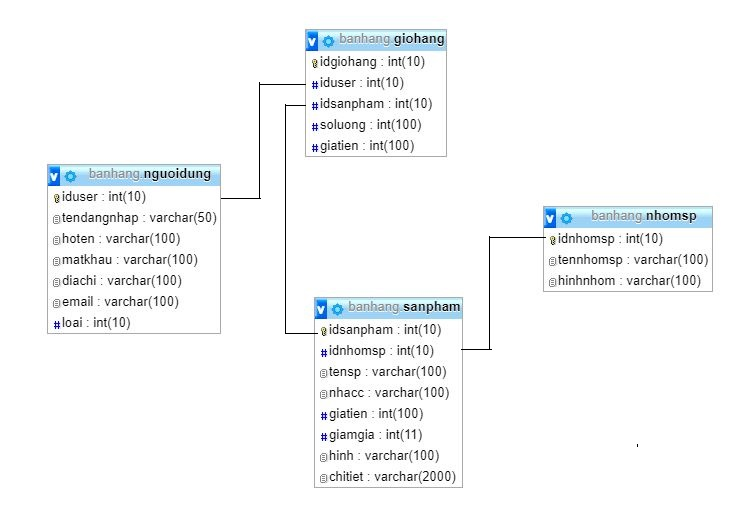 banhang.giohang
idgiohang : int(10)
iduser : int(10)
idsanpham : int(10)
soluong : int(100)
giatien : int(100)
banhang.nguoidung
iduser : int(10)
tendangnhap : varchar(50)
hoten : varchar(100)
matkhau : varchar(100)
diachi : varchar(100)
email : varchar(100)
loai : int(10)
banhang.nhomsp
idnhomsp : int(10)
tennhomsp : varchar(100)
hinhnhom : varchar(100)
banhang.sanpham
idsanpham : int(10)
idnhomsp : int(10)
tensp : varchar(100)
nhacc : varchar(100)
giatien : int(100)
giamgia : int(11)
hinh : varchar(100)
chitiet : varchar(2000)